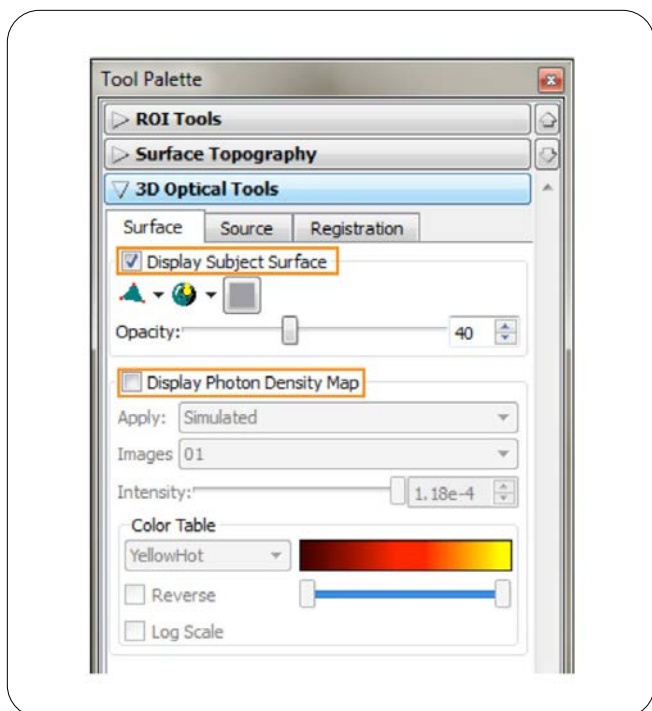 Tool Palette
ROI Tools
Surface Topography
3D Optical Tools
Surface Source Registration
Display Subject Surface
Opacity: 40
Display Photon Density Map
Apply: Simulated
Images 01
Intensity: 1.18e-4
Color Table
YellowHot
Reverse
Log Scale